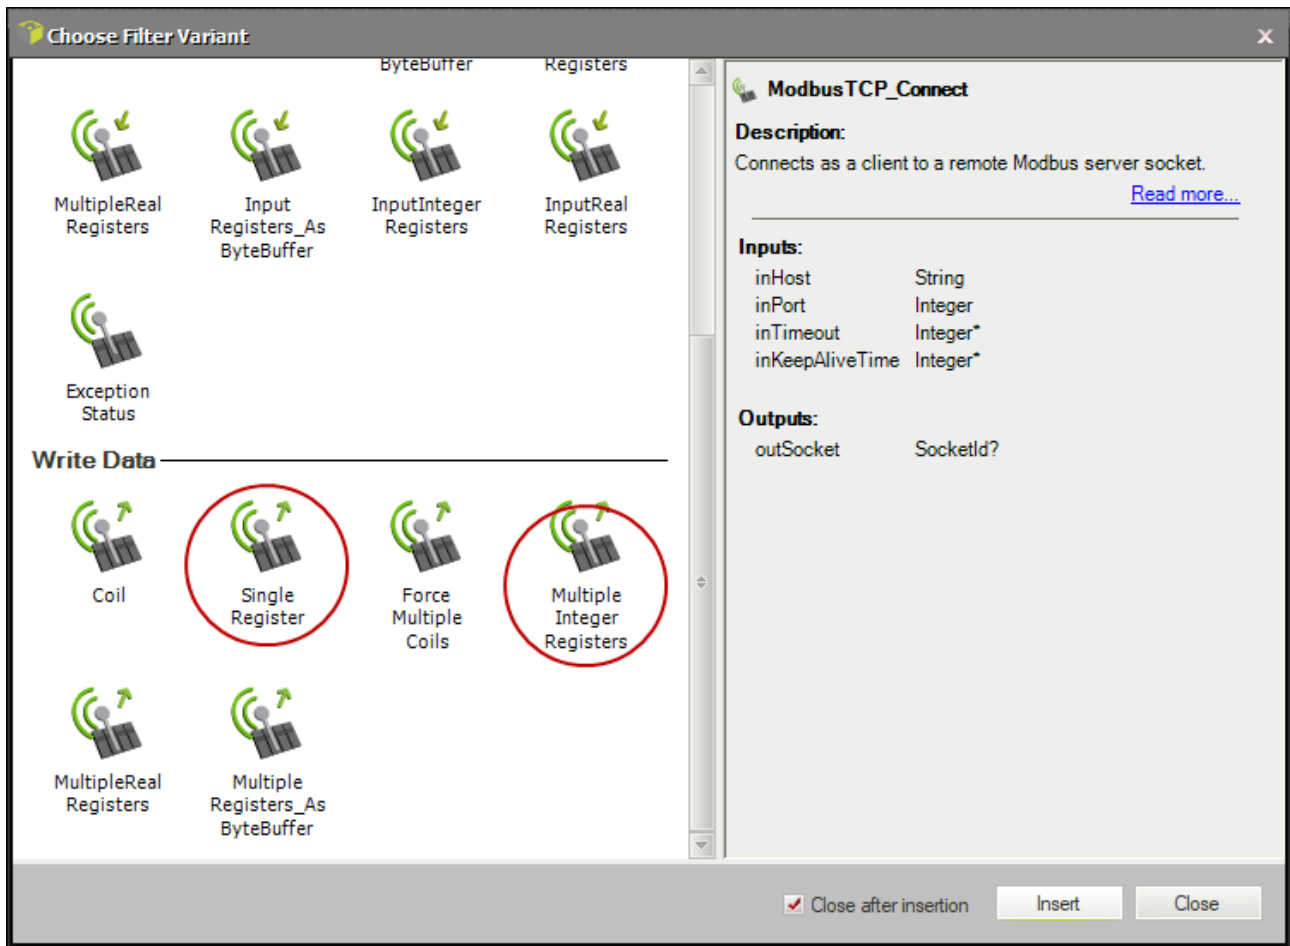 Choose Filter Variant
x
ByteBuffer Registers
MultipleReal Input InputInteger InputReal
Registers Registers_As Registers Registers
ByteBuffer
Exception
Status
Write Data
Coil Single Force Multiple
Register Multiple Integer
Coils Registers
MultipleReal Multiple
Registers Registers_As
ByteBuffer
ModbusTCP_Connect
Description:
Connects as a client to a remote Modbus server socket.
Read more...
Inputs:
inHost String
inPort Integer
inTimeout Integer*
inKeepAliveTime Integer*
Outputs:
outSocket SocketId?
Close after insertion Insert Close